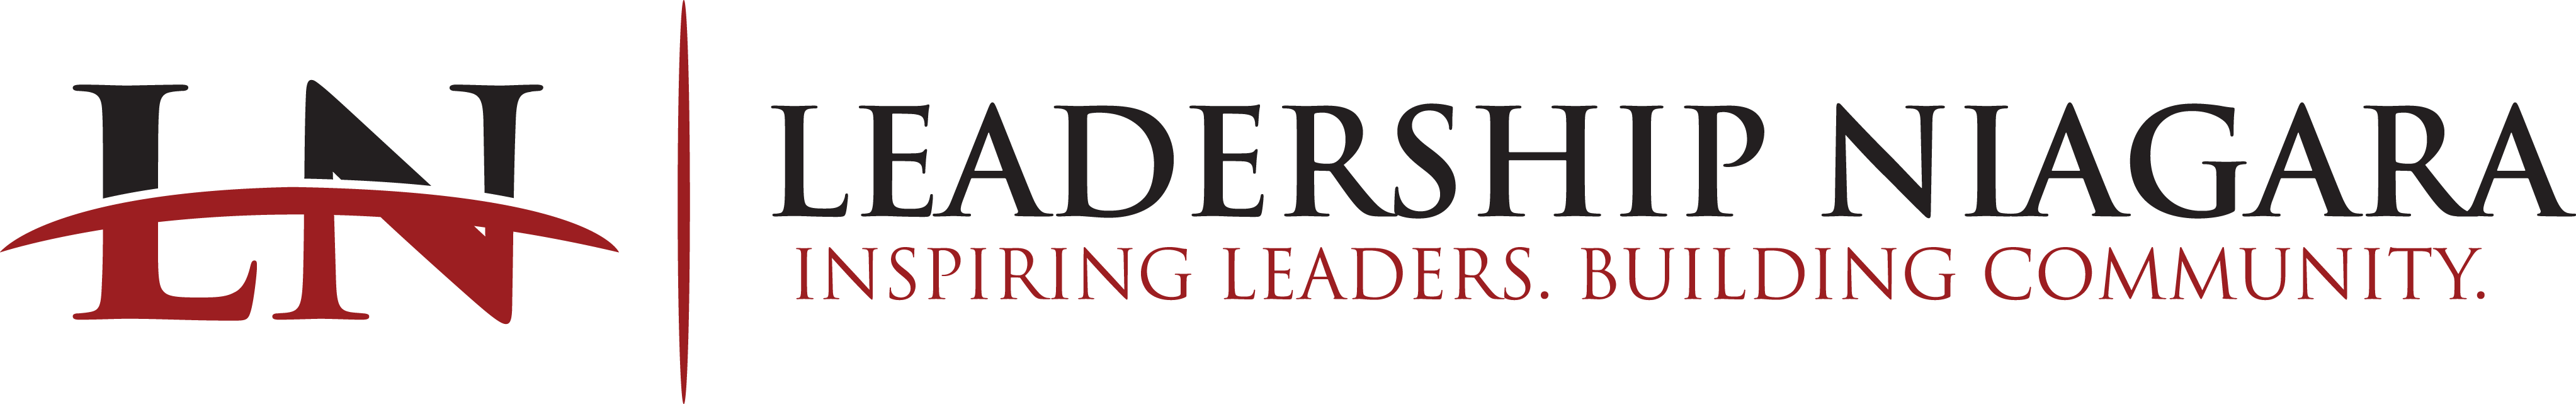 LN
LEADERSHIP NIAGARA
INSPIRING LEADERS. BUILDING COMMUNITY.